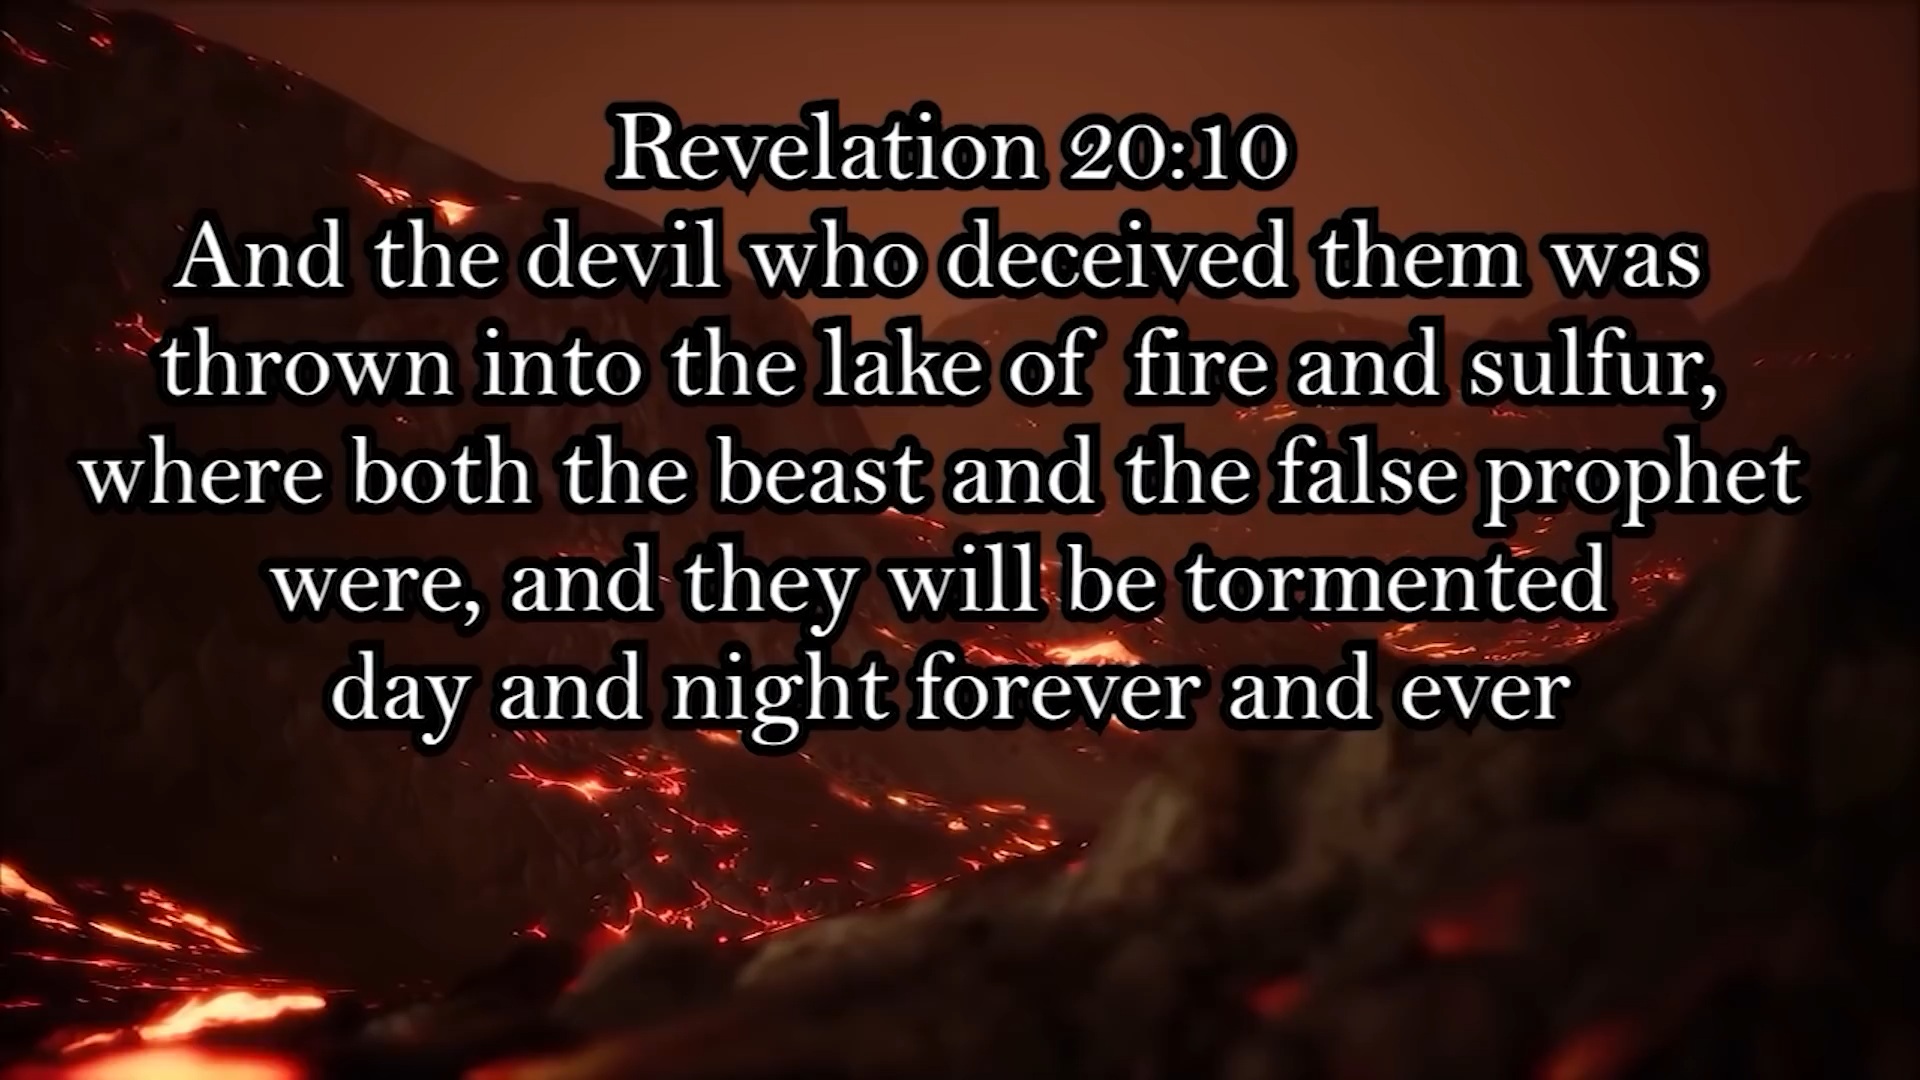 Revelation 20:10
And the devil who deceived them was
thrown into the lake of fire and sulfur,
where both the beast and the false prophet
were, and they will be tormented
day and night forever and ever